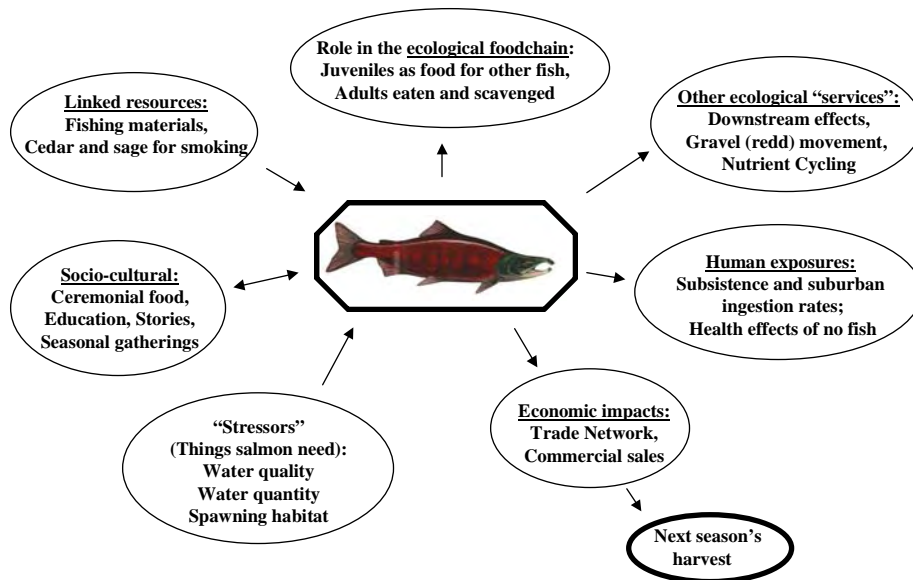 Role in the ecological foodchain:
Juveniles as food for other fish,
Adults eaten and scavenged
Linked resources:
Fishing materials,
Cedar and sage for smoking
Other ecological “services”:
Downstream effects,
Gravel (redd) movement,
Nutrient Cycling
Socio-cultural:
Ceremonial food,
Education, Stories,
Seasonal gatherings
Human exposures:
Subsistence and suburban
ingestion rates;
Health effects of no fish
“Stressors”
(Things salmon need):
Water quality
Water quantity
Spawning habitat
Economic impacts:
Trade Network,
Commercial sales
Next season’s
harvest